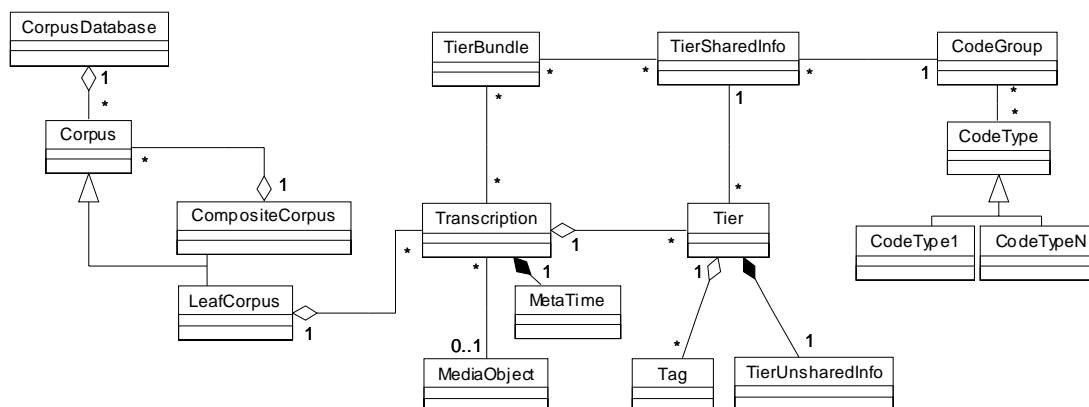 CorpusDatabase
TierBundle
TierSharedInfo
CodeGroup
1
*
*
*
*
1
*
1
*
*
Corpus
*
CodeType
1
*
*
CompositeCorpus
Transcription
Tier
*
1
*
CodeType1
CodeTypeN
*
1
1
LeafCorpus
MetaTime
1
0..1
*
1
MediaObject
Tag
TierUnsharedInfo